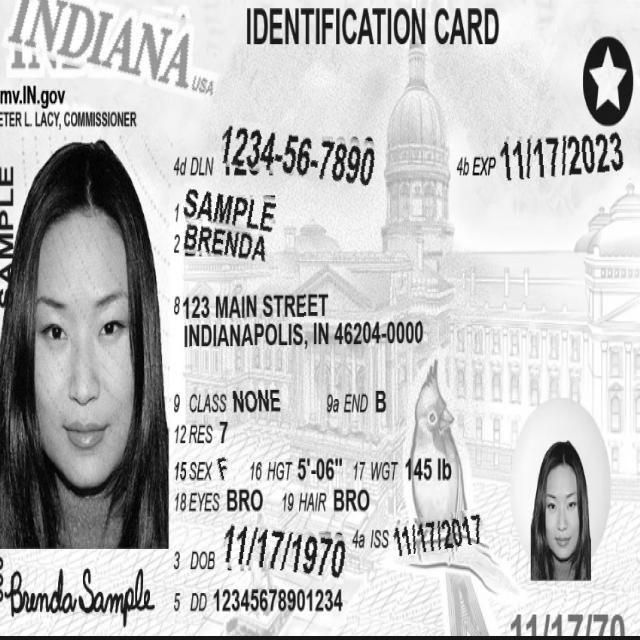 INDIANA USA
IDENTIFICATION CARD
mv.IN.gov
ETER L. LACY, COMMISSIONER
SAMPLE
4d DLN 1234-56-7890
4b EXP 11/17/2023
1 SAMPLE
2 BRENDA
8 123 MAIN STREET
INDIANAPOLIS, IN 46204-0000
9 CLASS NONE 9a END B
12 RES 7
15 SEX F 16 HGT 5'-06" 17 WGT 145 lb
18 EYES BRO 19 HAIR BRO
3 DOB 11/17/1970 4a ISS 11/17/2017
Brenda Sample
5 DD 12345678901234
11/17/70